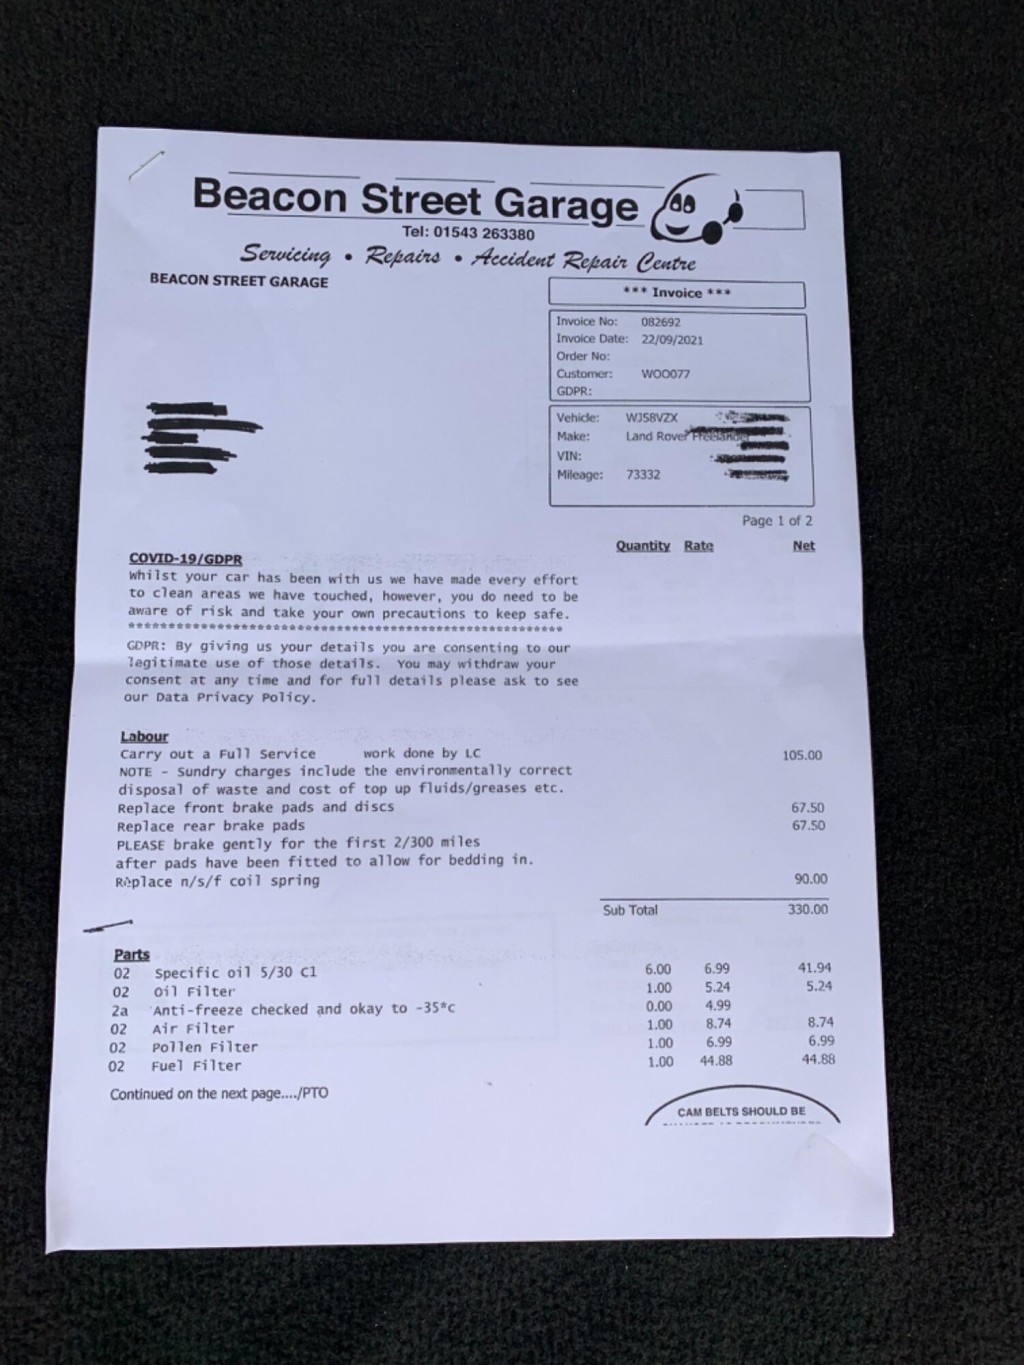 Beacon Street Garage
Tel: 01543 263380
Servicing • Repairs • Accident Repair Centre
BEACON STREET GARAGE
*** Invoice ***
Invoice No: 082692
Invoice Date: 22/09/2021
Order No:
Customer: WOO077
GDPR:
Vehicle: WJ58VZX
Make: Land Rover Freelander
VIN:
Mileage: 73332
Page 1 of 2
Quantity Rate Net
COVID-19/GDPR
Whilst your car has been with us we have made every effort
to clean areas we have touched, however, you do need to be
aware of risk and take your own precautions to keep safe.
GDPR: By giving us your details you are consenting to our
legitimate use of those details. You may withdraw your
consent at any time and for full details please ask to see
our Data Privacy Policy.
Labour
Carry out a Full Service work done by LC 105.00
NOTE - Sundry charges include the environmentally correct
disposal of waste and cost of top up fluids/greases etc.
Replace front brake pads and discs 67.50
Replace rear brake pads 67.50
PLEASE brake gently for the first 2/300 miles
after pads have been fitted to allow for bedding in.
Replace n/s/f coil spring 90.00
Sub Total 330.00
Parts
02 Specific oil 5/30 C1 6.00 6.99 41.94
02 Oil Filter 1.00 5.24 5.24
2a Anti-freeze checked and okay to -35*c 0.00 4.99
02 Air Filter 1.00 8.74 8.74
02 Pollen Filter 1.00 6.99 6.99
02 Fuel Filter 1.00 44.88 44.88
Continued on the next page..../PTO
CAM BELTS SHOULD BE